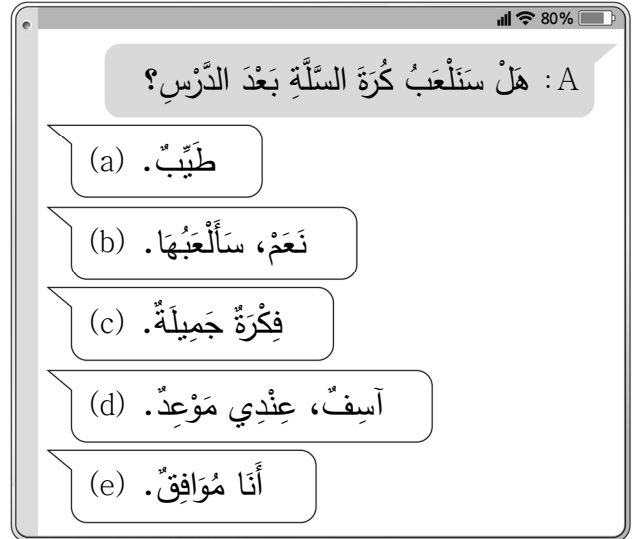 80%
A: هَلْ سَنَلْعَبُ كُرَةَ السَّلَّةِ بَعْدَ الدَّرْسِ؟
(a) طَيِّبٌ.
(b) نَعَمْ، سَأَلْعَبُهَا.
(c) فِكْرَةٌ جَمِيلَةٌ.
(d) آسِفٌ، عِنْدِي مَوْعِدٌ.
(e) أَنَا مُوَافِقٌ.